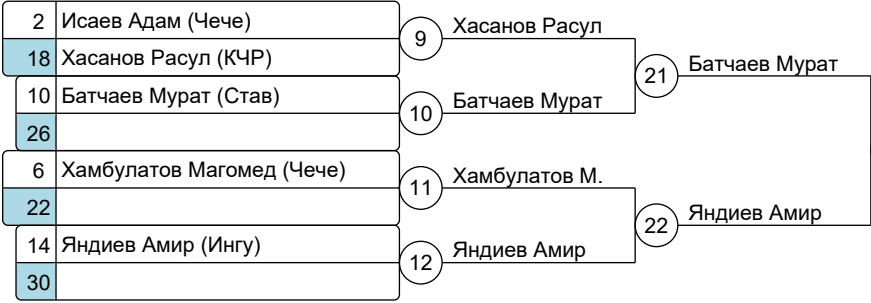 2 Исаев Адам (Чече)
18 Хасанов Расул (КЧР)
9 Хасанов Расул
10 Батчаев Мурат (Став)
26
10 Батчаев Мурат
21 Батчаев Мурат
6 Хамбулатов Магомед (Чече)
22
11 Хамбулатов М.
14 Яндиев Амир (Ингу)
30
12 Яндиев Амир
22 Яндиев Амир